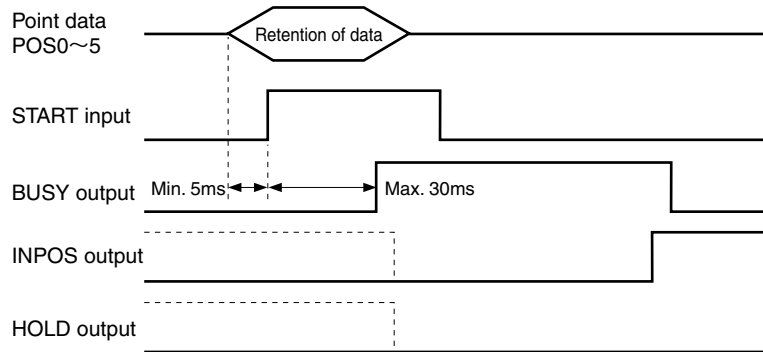 Point data
POS0～5
Retention of data
START input
BUSY output
Min. 5ms
Max. 30ms
INPOS output
HOLD output